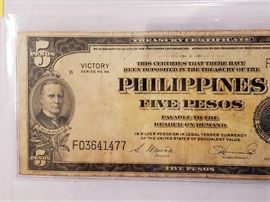 TREASURY CERTIFICATE
5
VICTORY
SERIES NO. 66
B
THIS CERTIFIES THAT THERE HAS
BEEN DEPOSITED IN THE TREASURY OF THE
PHILIPPINES
FIVE PESOS
PAYABLE TO THE
BEARER ON DEMAND
IN SILVER PESOS OR IN LEGAL TENDER CURRENCY
OF THE UNITED STATES OF EQUIVALENT VALUE
F03641477
5
FIVE PESOS